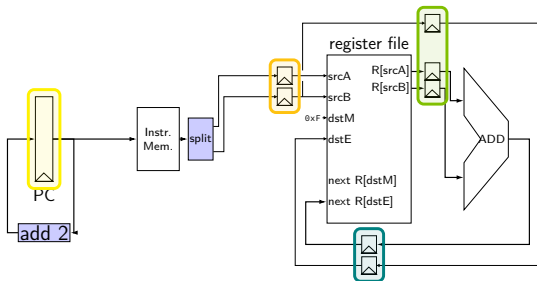 register file
srcA
srcB
dstM
dstE
R[srcA]
R[srcB]
0xF
next R[dstM]
next R[dstE]
Instr.
Mem.
split
ADD
PC
add 2